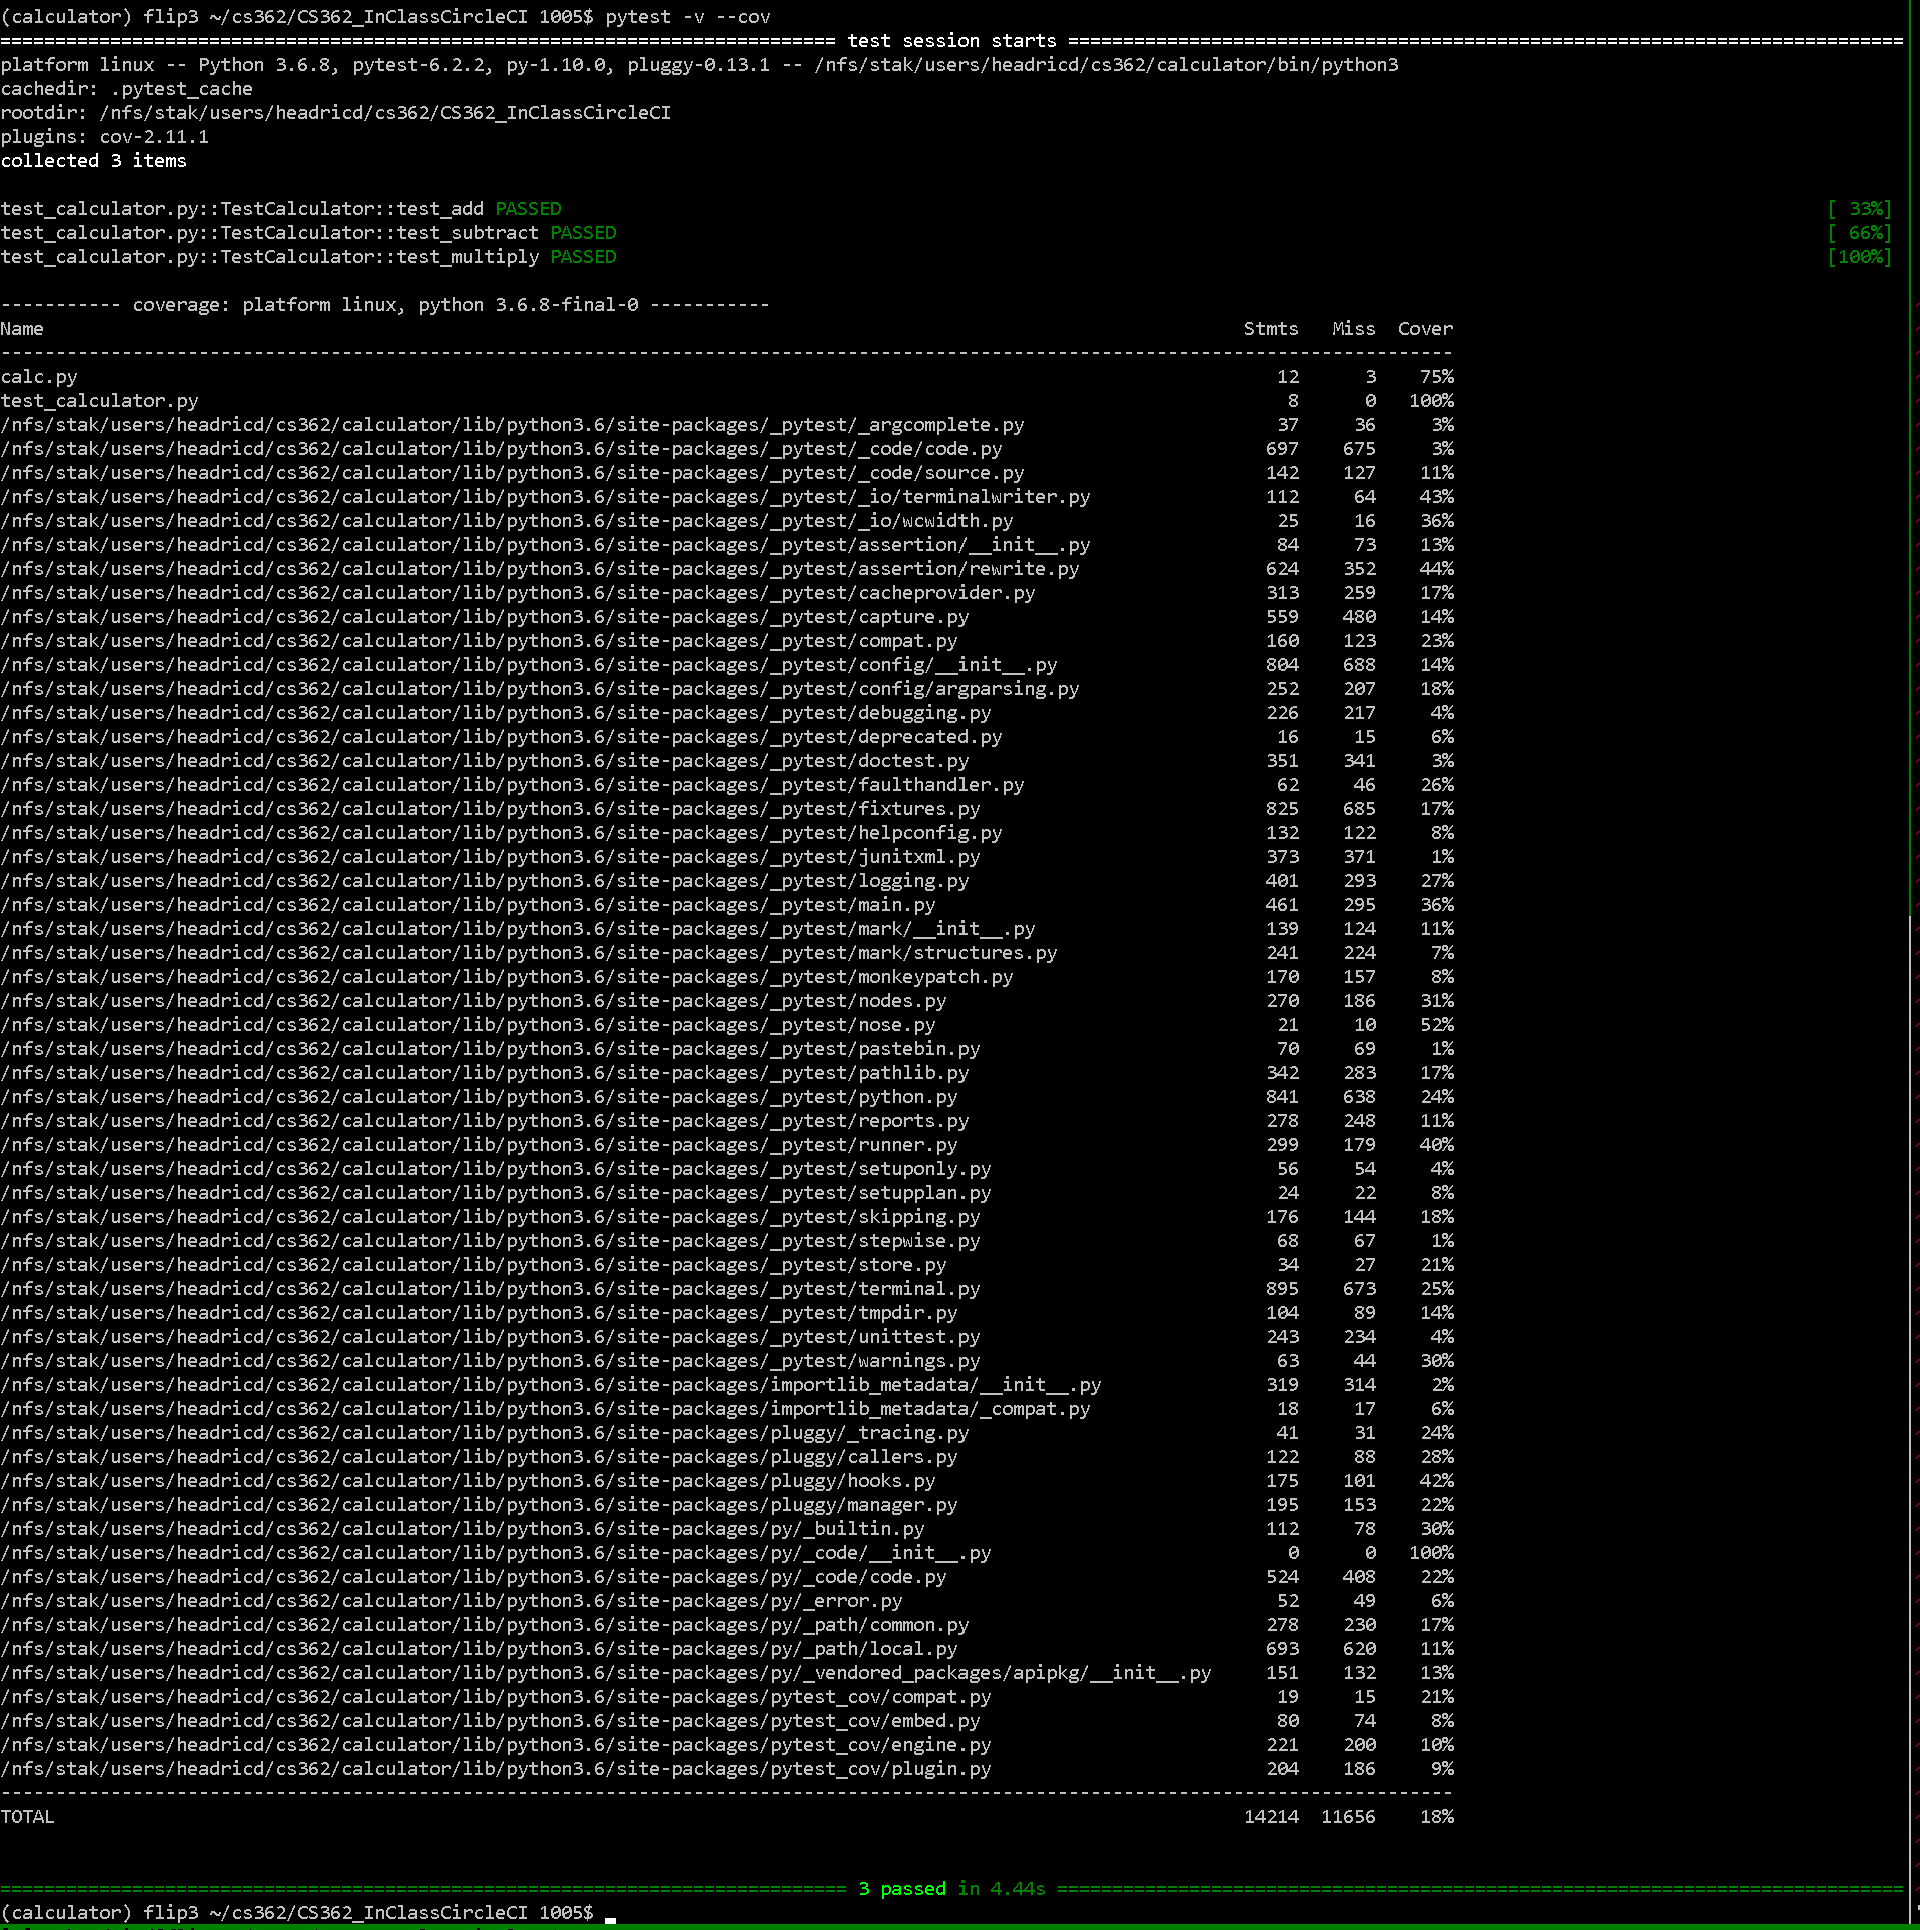 (calculator) flip3 ~/cs362/CS362_InClassCircleCI 1005$ pytest -v --cov
============================================================================ test session starts ============================================================================
platform linux -- Python 3.6.8, pytest-6.2.2, py-1.10.0, pluggy-0.13.1 -- /nfs/stak/users/headricd/cs362/calculator/bin/python3
cachedir: .pytest_cache
rootdir: /nfs/stak/users/headricd/cs362/CS362_InClassCircleCI
plugins: cov-2.11.1
collected 3 items
test_calculator.py::TestCalculator::test_add PASSED [ 33%]
test_calculator.py::TestCalculator::test_subtract PASSED [ 66%]
test_calculator.py::TestCalculator::test_multiply PASSED [100%]
----------- coverage: platform linux, python 3.6.8-final-0 -----------
Name Stmts Miss Cover
------------------------------------------------------------------------------------------------------------------------------------
calc.py 12 3 75%
test_calculator.py 8 0 100%
/nfs/stak/users/headricd/cs362/calculator/lib/python3.6/site-packages/_pytest/_argcomplete.py 37 36 3%
/nfs/stak/users/headricd/cs362/calculator/lib/python3.6/site-packages/_pytest/_code/code.py 697 675 3%
/nfs/stak/users/headricd/cs362/calculator/lib/python3.6/site-packages/_pytest/_code/source.py 142 127 11%
/nfs/stak/users/headricd/cs362/calculator/lib/python3.6/site-packages/_pytest/_io/terminalwriter.py 112 64 43%
/nfs/stak/users/headricd/cs362/calculator/lib/python3.6/site-packages/_pytest/_io/wcwidth.py 25 16 36%
/nfs/stak/users/headricd/cs362/calculator/lib/python3.6/site-packages/_pytest/assertion/__init__.py 84 73 13%
/nfs/stak/users/headricd/cs362/calculator/lib/python3.6/site-packages/_pytest/assertion/rewrite.py 624 352 44%
/nfs/stak/users/headricd/cs362/calculator/lib/python3.6/site-packages/_pytest/cacheprovider.py 313 259 17%
/nfs/stak/users/headricd/cs362/calculator/lib/python3.6/site-packages/_pytest/capture.py 559 480 14%
/nfs/stak/users/headricd/cs362/calculator/lib/python3.6/site-packages/_pytest/compat.py 160 123 23%
/nfs/stak/users/headricd/cs362/calculator/lib/python3.6/site-packages/_pytest/config/__init__.py 804 688 14%
/nfs/stak/users/headricd/cs362/calculator/lib/python3.6/site-packages/_pytest/config/argparsing.py 252 207 18%
/nfs/stak/users/headricd/cs362/calculator/lib/python3.6/site-packages/_pytest/debugging.py 226 217 4%
/nfs/stak/users/headricd/cs362/calculator/lib/python3.6/site-packages/_pytest/deprecated.py 16 15 6%
/nfs/stak/users/headricd/cs362/calculator/lib/python3.6/site-packages/_pytest/doctest.py 351 341 3%
/nfs/stak/users/headricd/cs362/calculator/lib/python3.6/site-packages/_pytest/faulthandler.py 62 46 26%
/nfs/stak/users/headricd/cs362/calculator/lib/python3.6/site-packages/_pytest/fixtures.py 825 685 17%
/nfs/stak/users/headricd/cs362/calculator/lib/python3.6/site-packages/_pytest/helpconfig.py 132 122 8%
/nfs/stak/users/headricd/cs362/calculator/lib/python3.6/site-packages/_pytest/junitxml.py 373 371 1%
/nfs/stak/users/headricd/cs362/calculator/lib/python3.6/site-packages/_pytest/logging.py 401 293 27%
/nfs/stak/users/headricd/cs362/calculator/lib/python3.6/site-packages/_pytest/main.py 461 295 36%
/nfs/stak/users/headricd/cs362/calculator/lib/python3.6/site-packages/_pytest/mark/__init__.py 139 124 11%
/nfs/stak/users/headricd/cs362/calculator/lib/python3.6/site-packages/_pytest/mark/structures.py 241 224 7%
/nfs/stak/users/headricd/cs362/calculator/lib/python3.6/site-packages/_pytest/monkeypatch.py 170 157 8%
/nfs/stak/users/headricd/cs362/calculator/lib/python3.6/site-packages/_pytest/nodes.py 270 186 31%
/nfs/stak/users/headricd/cs362/calculator/lib/python3.6/site-packages/_pytest/nose.py 21 10 52%
/nfs/stak/users/headricd/cs362/calculator/lib/python3.6/site-packages/_pytest/pastebin.py 70 69 1%
/nfs/stak/users/headricd/cs362/calculator/lib/python3.6/site-packages/_pytest/pathlib.py 342 283 17%
/nfs/stak/users/headricd/cs362/calculator/lib/python3.6/site-packages/_pytest/python.py 841 638 24%
/nfs/stak/users/headricd/cs362/calculator/lib/python3.6/site-packages/_pytest/reports.py 278 248 11%
/nfs/stak/users/headricd/cs362/calculator/lib/python3.6/site-packages/_pytest/runner.py 299 179 40%
/nfs/stak/users/headricd/cs362/calculator/lib/python3.6/site-packages/_pytest/setuponly.py 56 54 4%
/nfs/stak/users/headricd/cs362/calculator/lib/python3.6/site-packages/_pytest/setupplan.py 24 22 8%
/nfs/stak/users/headricd/cs362/calculator/lib/python3.6/site-packages/_pytest/skipping.py 176 144 18%
/nfs/stak/users/headricd/cs362/calculator/lib/python3.6/site-packages/_pytest/stepwise.py 68 67 1%
/nfs/stak/users/headricd/cs362/calculator/lib/python3.6/site-packages/_pytest/store.py 34 27 21%
/nfs/stak/users/headricd/cs362/calculator/lib/python3.6/site-packages/_pytest/terminal.py 895 673 25%
/nfs/stak/users/headricd/cs362/calculator/lib/python3.6/site-packages/_pytest/tmpdir.py 104 89 14%
/nfs/stak/users/headricd/cs362/calculator/lib/python3.6/site-packages/_pytest/unittest.py 243 234 4%
/nfs/stak/users/headricd/cs362/calculator/lib/python3.6/site-packages/_pytest/warnings.py 63 44 30%
/nfs/stak/users/headricd/cs362/calculator/lib/python3.6/site-packages/importlib_metadata/__init__.py 319 314 2%
/nfs/stak/users/headricd/cs362/calculator/lib/python3.6/site-packages/importlib_metadata/_compat.py 18 17 6%
/nfs/stak/users/headricd/cs362/calculator/lib/python3.6/site-packages/pluggy/_tracing.py 41 31 24%
/nfs/stak/users/headricd/cs362/calculator/lib/python3.6/site-packages/pluggy/callers.py 122 88 28%
/nfs/stak/users/headricd/cs362/calculator/lib/python3.6/site-packages/pluggy/hooks.py 175 101 42%
/nfs/stak/users/headricd/cs362/calculator/lib/python3.6/site-packages/pluggy/manager.py 195 153 22%
/nfs/stak/users/headricd/cs362/calculator/lib/python3.6/site-packages/py/_builtin.py 112 78 30%
/nfs/stak/users/headricd/cs362/calculator/lib/python3.6/site-packages/py/_code/__init__.py 0 0 100%
/nfs/stak/users/headricd/cs362/calculator/lib/python3.6/site-packages/py/_code/code.py 524 408 22%
/nfs/stak/users/headricd/cs362/calculator/lib/python3.6/site-packages/py/_error.py 52 49 6%
/nfs/stak/users/headricd/cs362/calculator/lib/python3.6/site-packages/py/_path/common.py 278 230 17%
/nfs/stak/users/headricd/cs362/calculator/lib/python3.6/site-packages/py/_path/local.py 693 620 11%
/nfs/stak/users/headricd/cs362/calculator/lib/python3.6/site-packages/py/_vendored_packages/apipkg/__init__.py 151 132 13%
/nfs/stak/users/headricd/cs362/calculator/lib/python3.6/site-packages/pytest_cov/compat.py 19 15 21%
/nfs/stak/users/headricd/cs362/calculator/lib/python3.6/site-packages/pytest_cov/embed.py 80 74 8%
/nfs/stak/users/headricd/cs362/calculator/lib/python3.6/site-packages/pytest_cov/engine.py 221 200 10%
/nfs/stak/users/headricd/cs362/calculator/lib/python3.6/site-packages/pytest_cov/plugin.py 204 186 9%
------------------------------------------------------------------------------------------------------------------------------------
TOTAL 14214 11656 18%
============================================================================= 3 passed in 4.44s =============================================================================
(calculator) flip3 ~/cs362/CS362_InClassCircleCI 1005$